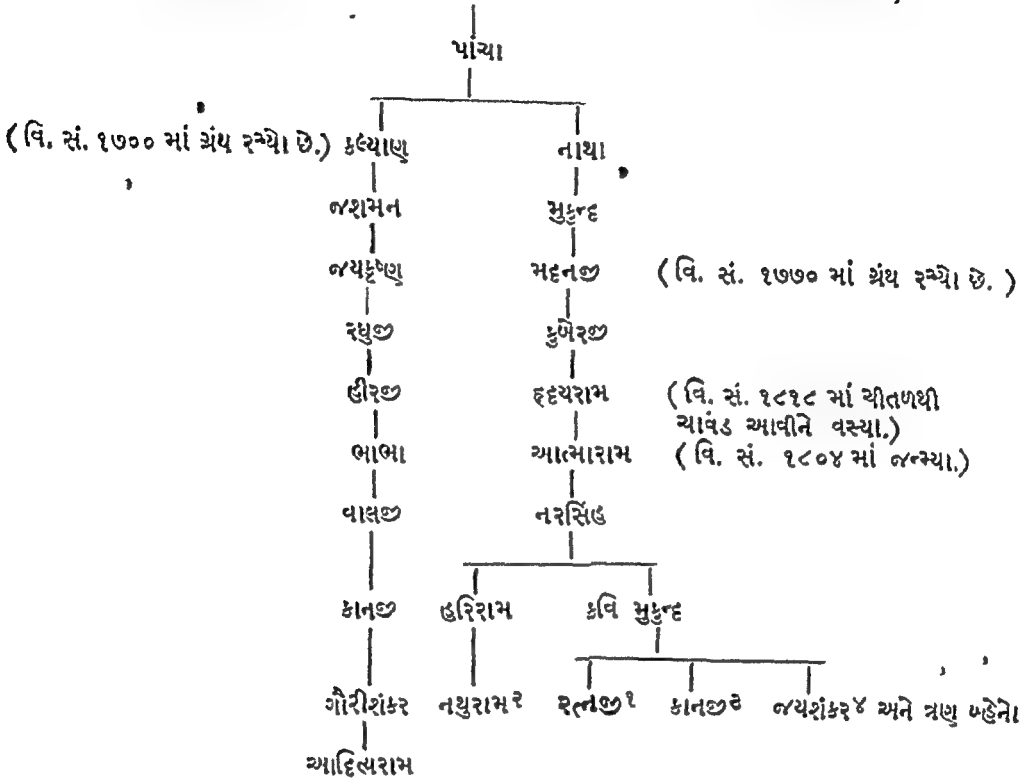 પાંચા
(વિ. સં. ૧૭૦૦ માં ગ્રંથ રચ્યો છે.) કલ્યાણ નાથા
જશમન મુકુન્દ
જયકૃષ્ણ મદનજી (વિ. સં. ૧૭૭૦ માં ગ્રંથ રચ્યો છે. )
રઘુજી કુબેરજી
હીરજી હૃદયરામ (વિ. સં. ૧૮૧૮ માં ચીતળથી
ચાવંડ આવીને વસ્યા.)
ભાભા આત્મારામ (વિ. સં. ૧૮૦૪ માં જન્મ્યા.)
વાલજી નરસિંહ
કાનજી હરિરામ કવિ મુકુન્દ
ગૌરીશંકર નથુરામ૨ રત્નજી૧ કાનજી૩ જયશંકર૪ અને ત્રણ બ્હેનો
આદિત્યરામ